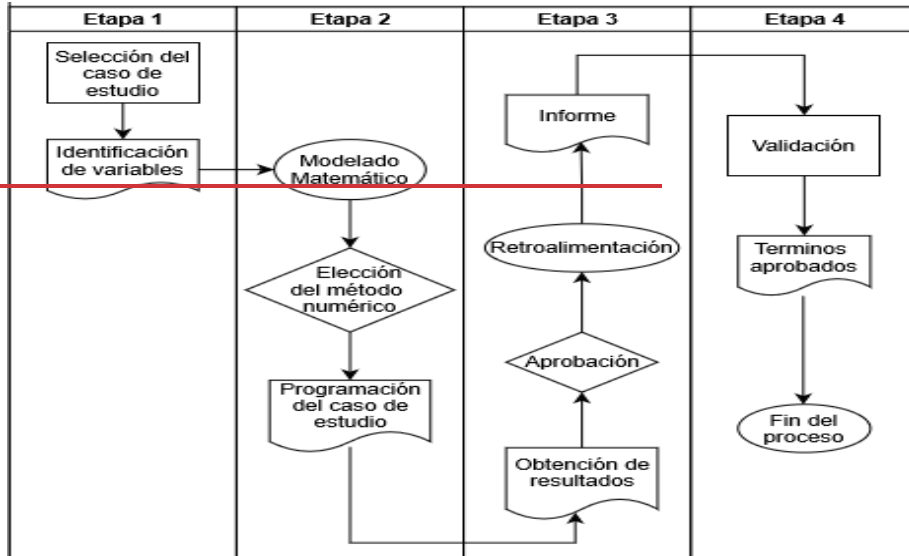 Etapa 1
Etapa 2
Etapa 3
Etapa 4
Selección del
caso de
estudio
Identificación
de variables
Modelado
Matemático
Elección
del método
numérico
Programación
del caso de
estudio
Informe
Retroalimentación
Aprobación
Obtención de
resultados
Validación
Terminos
aprobados
Fin del
proceso